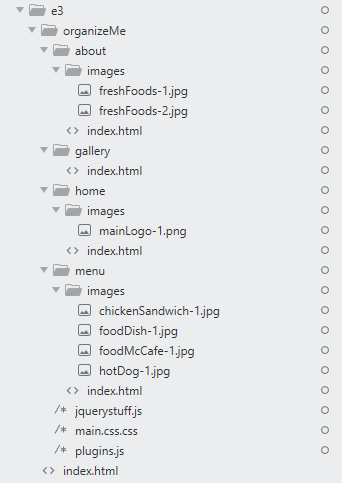 e3
organizeMe
about
images
freshFoods-1.jpg
freshFoods-2.jpg
<> index.html
gallery
<> index.html
home
images
mainLogo-1.png
<> index.html
menu
images
chickenSandwich-1.jpg
foodDish-1.jpg
foodMcCafe-1.jpg
hotDog-1.jpg
<> index.html
/* jquerystuff.js
/* main.css.css
/* plugins.js
<> index.html